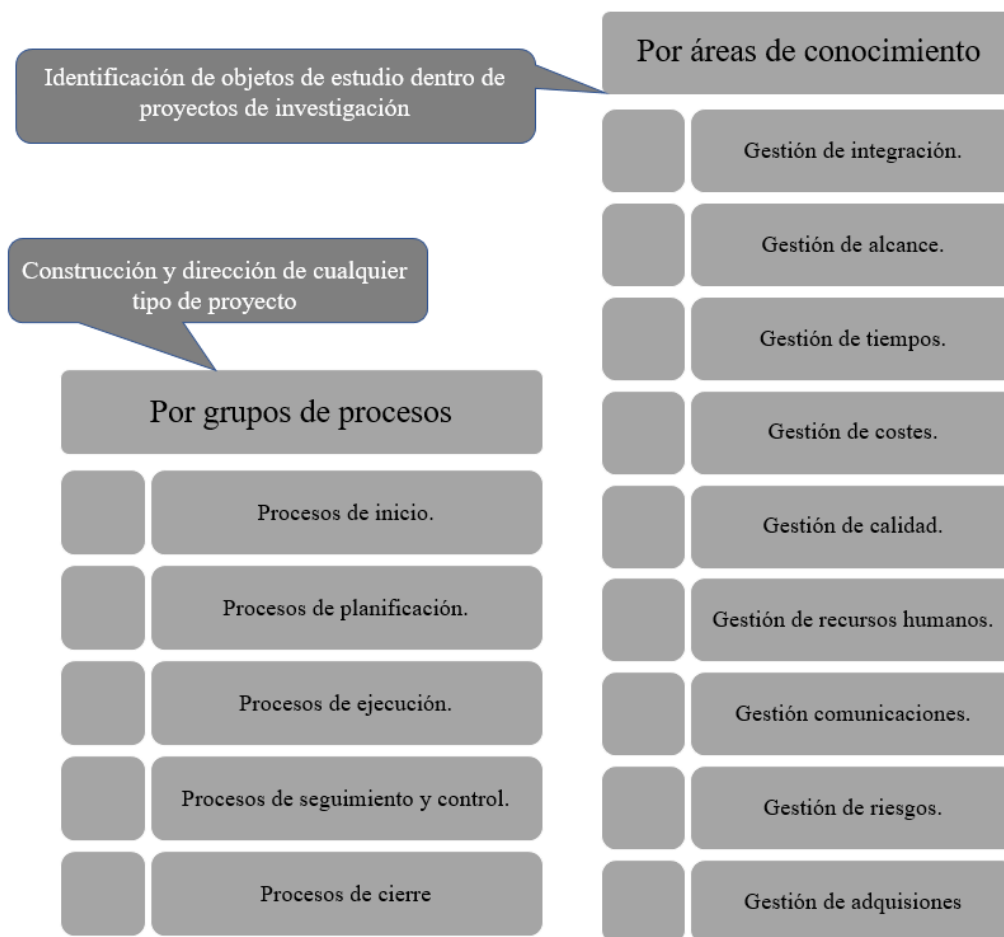 Por áreas de conocimiento
Identificación de objetos de estudio dentro de
proyectos de investigación
Gestión de integración.
Gestión de alcance.
Gestión de tiempos.
Gestión de costes.
Gestión de calidad.
Gestión de recursos humanos.
Gestión comunicaciones.
Gestión de riesgos.
Gestión de adquisiones
Construcción y dirección de cualquier
tipo de proyecto
Por grupos de procesos
Procesos de inicio.
Procesos de planificación.
Procesos de ejecución.
Procesos de seguimiento y control.
Procesos de cierre